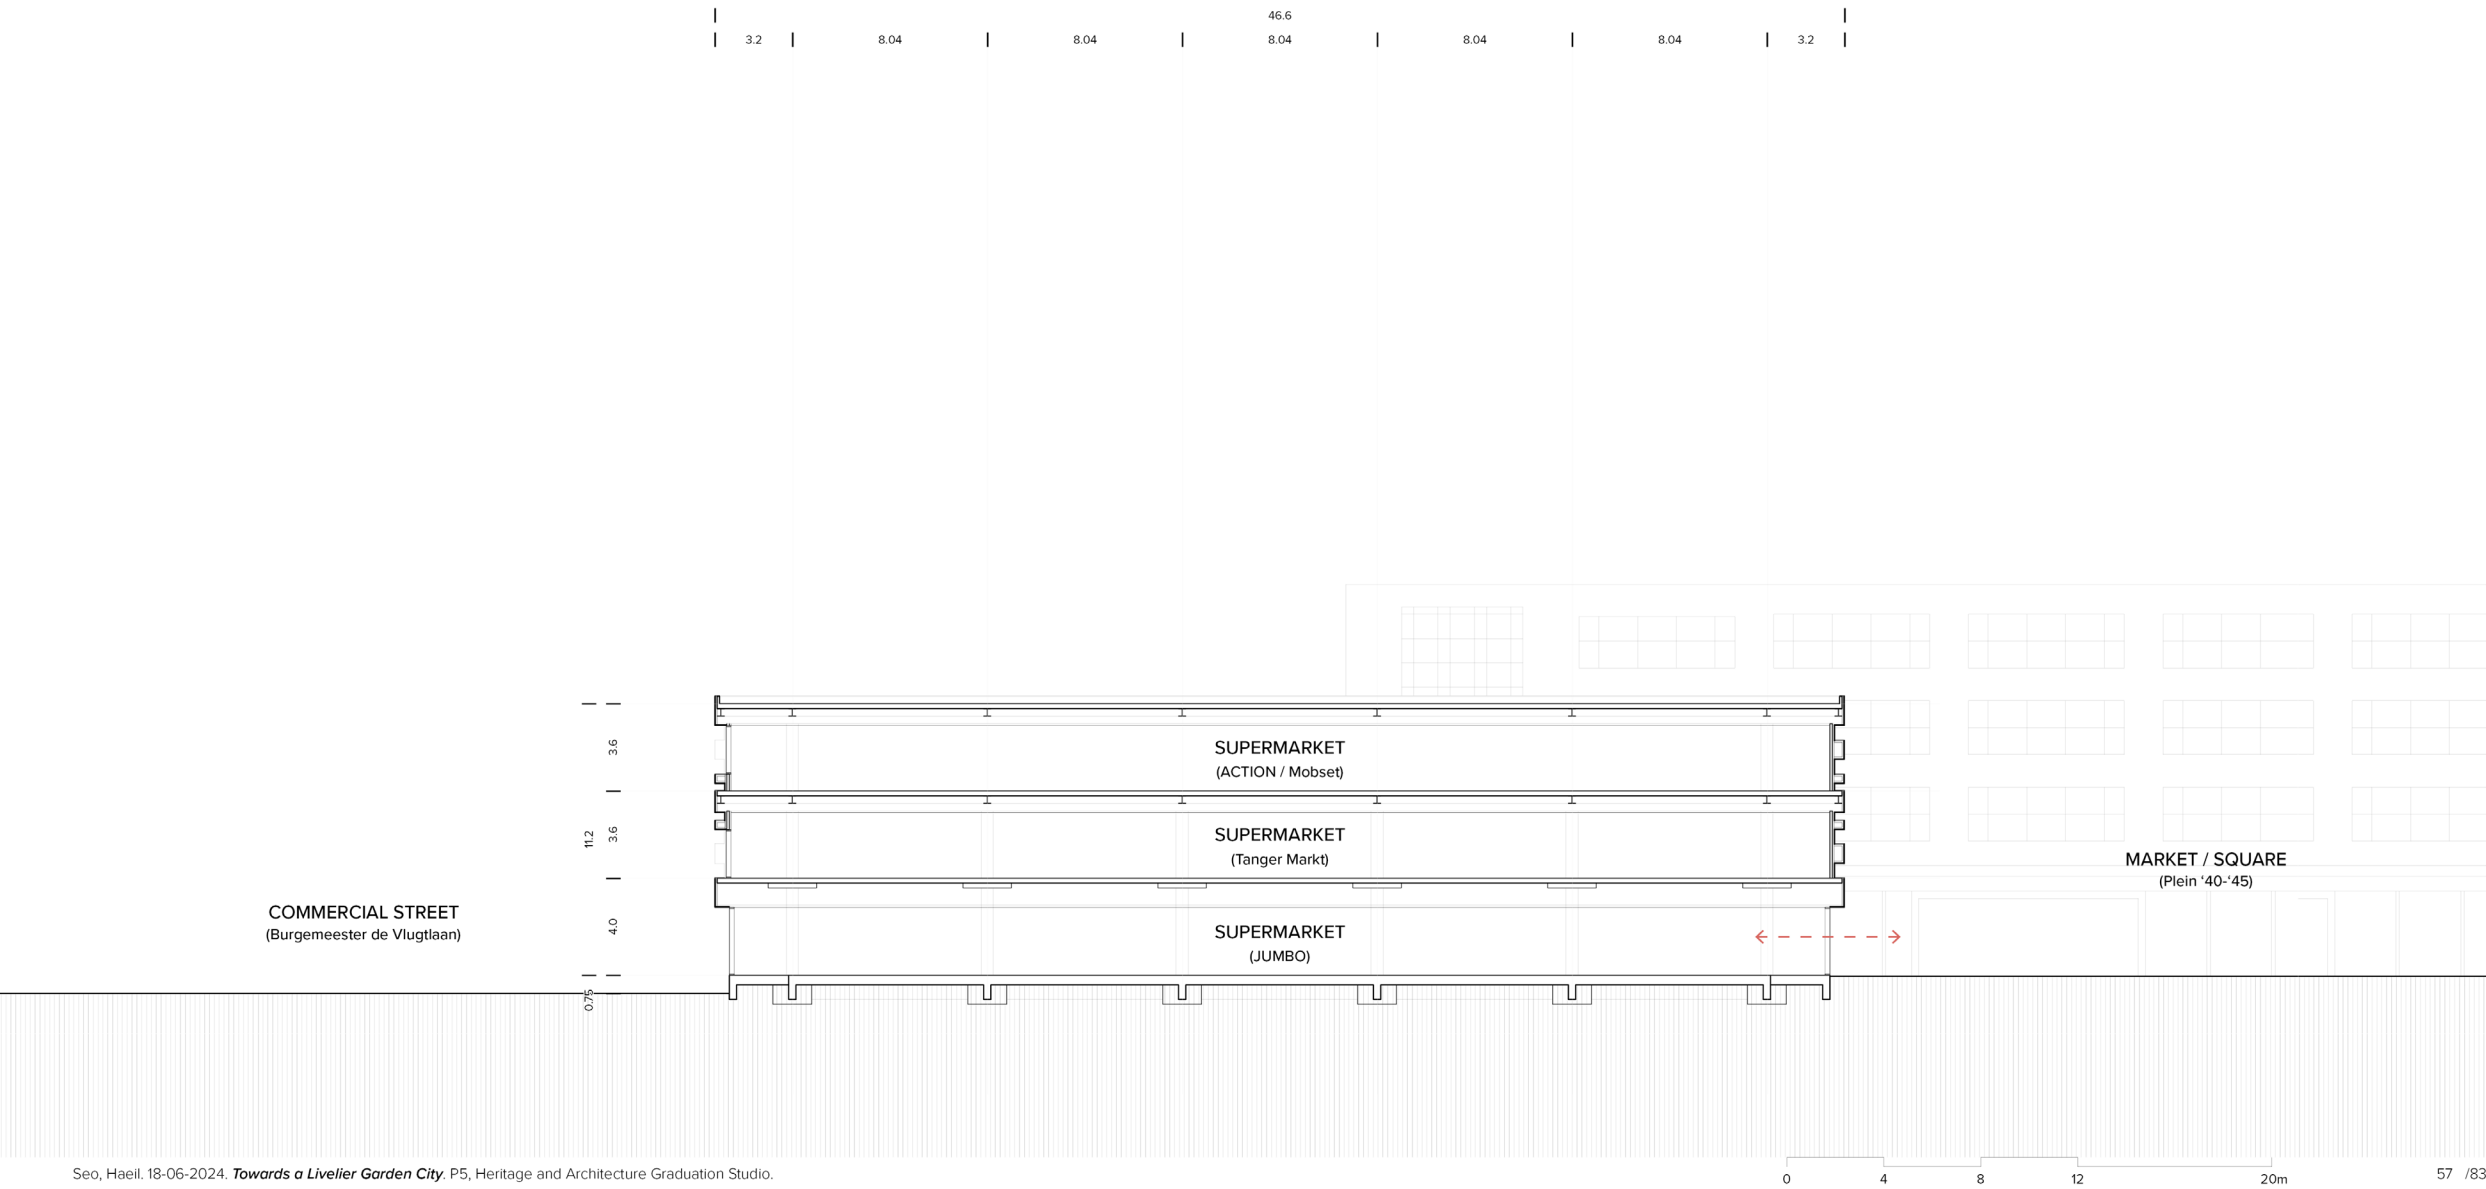 46.6
3.2 8.04 8.04 8.04 8.04 8.04 3.2
3.6
SUPERMARKET
(ACTION / Mobset)
11.2
3.6
SUPERMARKET
(Tanger Markt)
MARKET / SQUARE
(Plein ‘40-‘45)
COMMERCIAL STREET
(Burgemeester de Vlugtlaan)
4.0
SUPERMARKET
(JUMBO)
0.75
Seo, Haeil. 18-06-2024. Towards a Livelier Garden City. P5, Heritage and Architecture Graduation Studio.
0 4 8 12 20m
57 /83